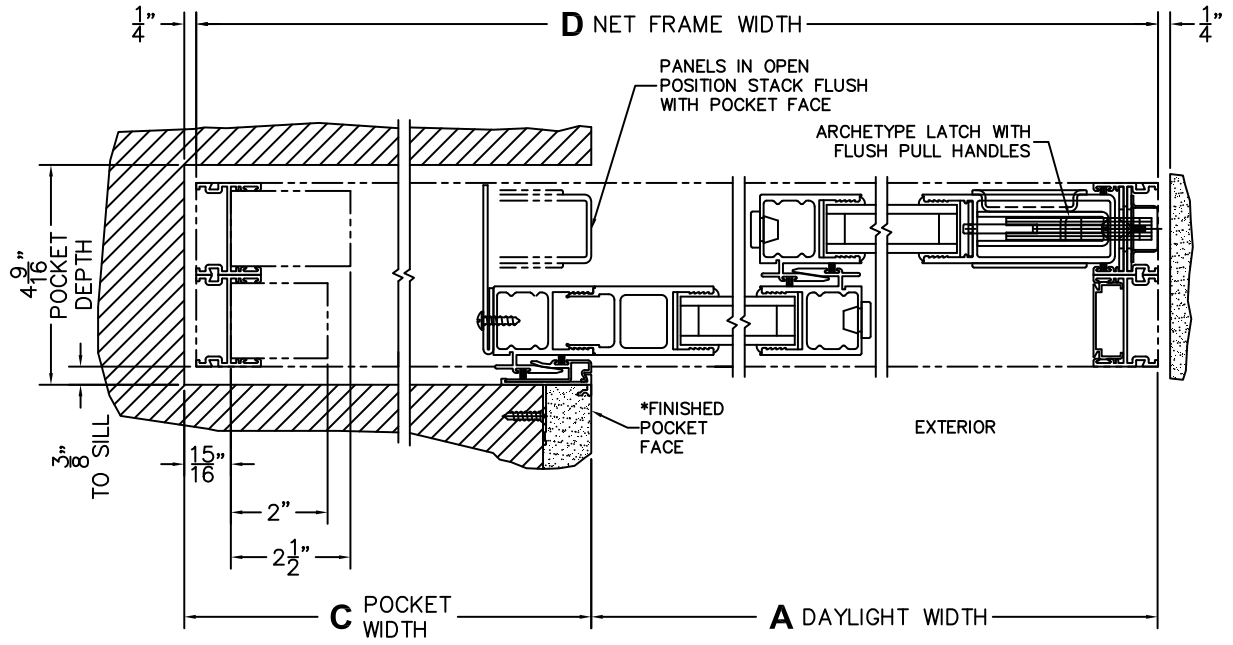 1/4"
D NET FRAME WIDTH
1/4"
PANELS IN OPEN
POSITION STACK FLUSH
WITH POCKET FACE
ARCHETYPE LATCH WITH
FLUSH PULL HANDLES
4 9/16"
POCKET
DEPTH
*FINISHED
POCKET
FACE
EXTERIOR
3/8"
TO SILL
15/16"
2"
2 1/2"
C POCKET
WIDTH
A DAYLIGHT WIDTH